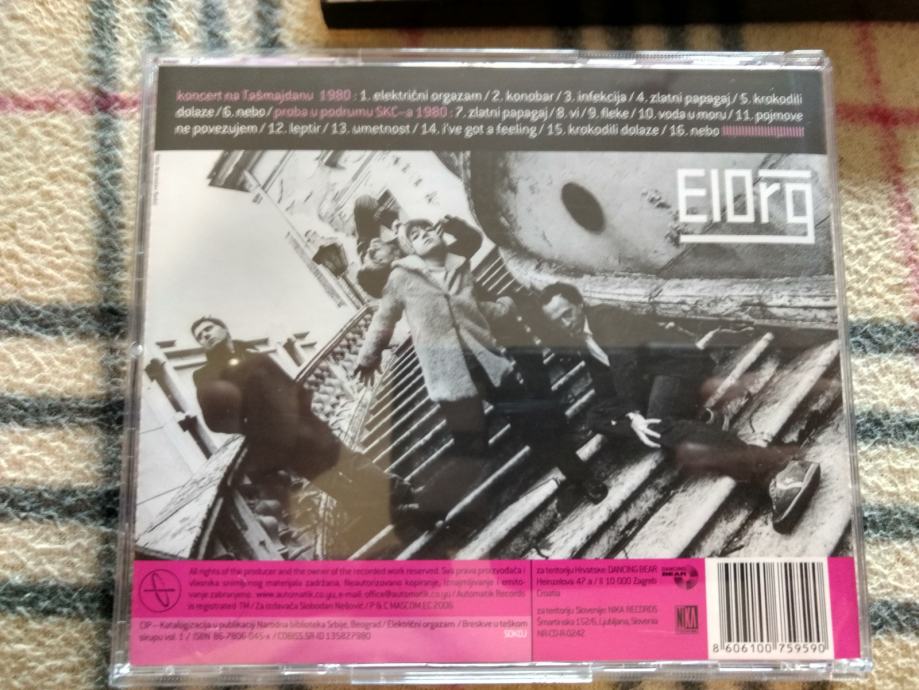 koncert na Tašmajdanu 1980 : 1. električni orgazam / 2. konobar / 3. infekcija / 4. zlatni papagaj / 5. krokodili
dolaze / 6. nebo / proba u podrumu SKC-a 1980 : 7. zlatni papagaj / 8. vi / 9. fleke / 10. voda u moru / 11. pojmove
ne povezujem / 12. leptir / 13. umetnost / 14. i've got a feeling / 15. krokodili dolaze / 16. nebo
ElOrg
All rights of the producer and the owner of the recorded work reserved. Sva prava proizvođača i
vlasnika snimljenog materijala zadržana. Neautorizovano kopiranje, iznajmljivanje i emito-
vanje zabranjeno. www.automatik.co.yu, e-mail: office@automatik.co.yu / Automatik Records
is registrated TM / Za izdavača Slobodan Nešović / P & C MASCOM EC 2006
CIP – Katalogizacija u publikaciji Narodna biblioteka Srbije, Beograd / Električni orgazam / Breskve u teškom
sirupu vol. 1 / ISBN 86-7806-045-x / COBISS.SR-ID 135827980
SOKOJ
za teritoriju Hrvatske: DANCING BEAR
Heinzelova 47 a / II 10 000 Zagreb
Croatia
DANCING
BEAR
za teritoriju Slovenije: NIKA RECORDS
Šmartinska 152/6, Ljubljana, Slovenia
NR-CD-R-0242
NIKA
8 606100 759590